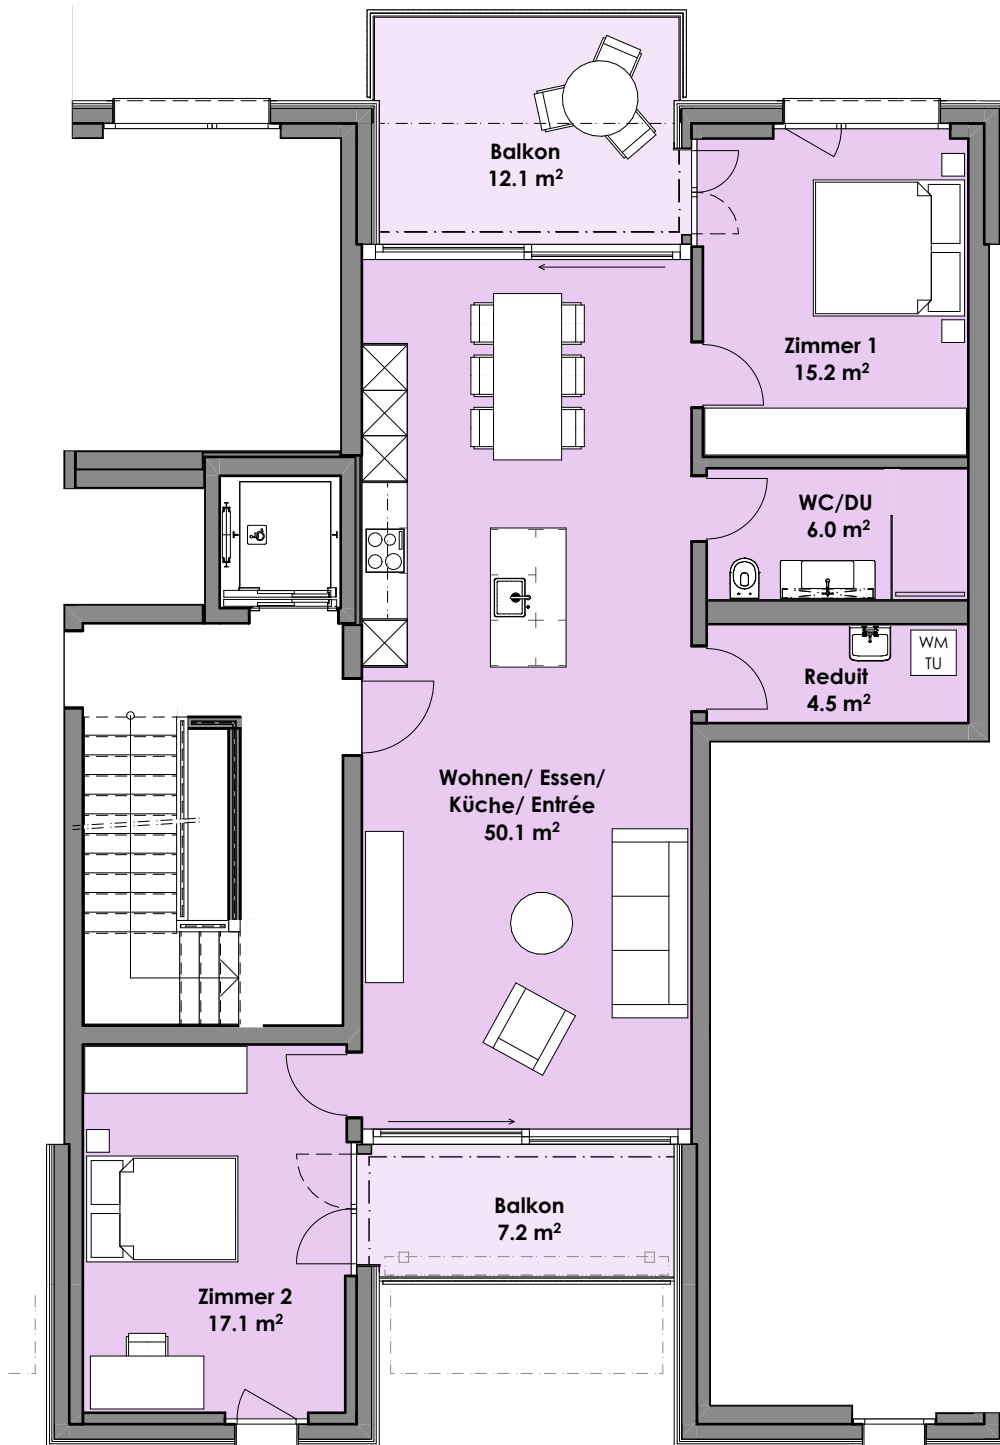 Balkon
12.1 m²
Zimmer 1
15.2 m²
WC/DU
6.0 m²
WM
TU
Reduit
4.5 m²
Wohnen/ Essen/
Küche/ Entrée
50.1 m²
Balkon
7.2 m²
Zimmer 2
17.1 m²